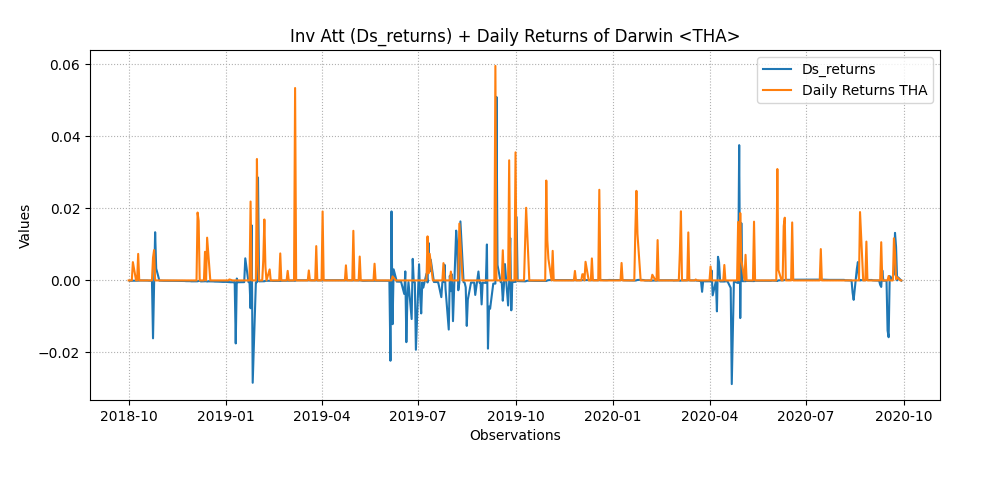 Inv Att (Ds_returns) + Daily Returns of Darwin <THA>
Ds_returns
Daily Returns THA
Values
0.06
0.04
0.02
0.00
−0.02
2018-10 2019-01 2019-04 2019-07 2019-10 2020-01 2020-04 2020-07 2020-10
Observations